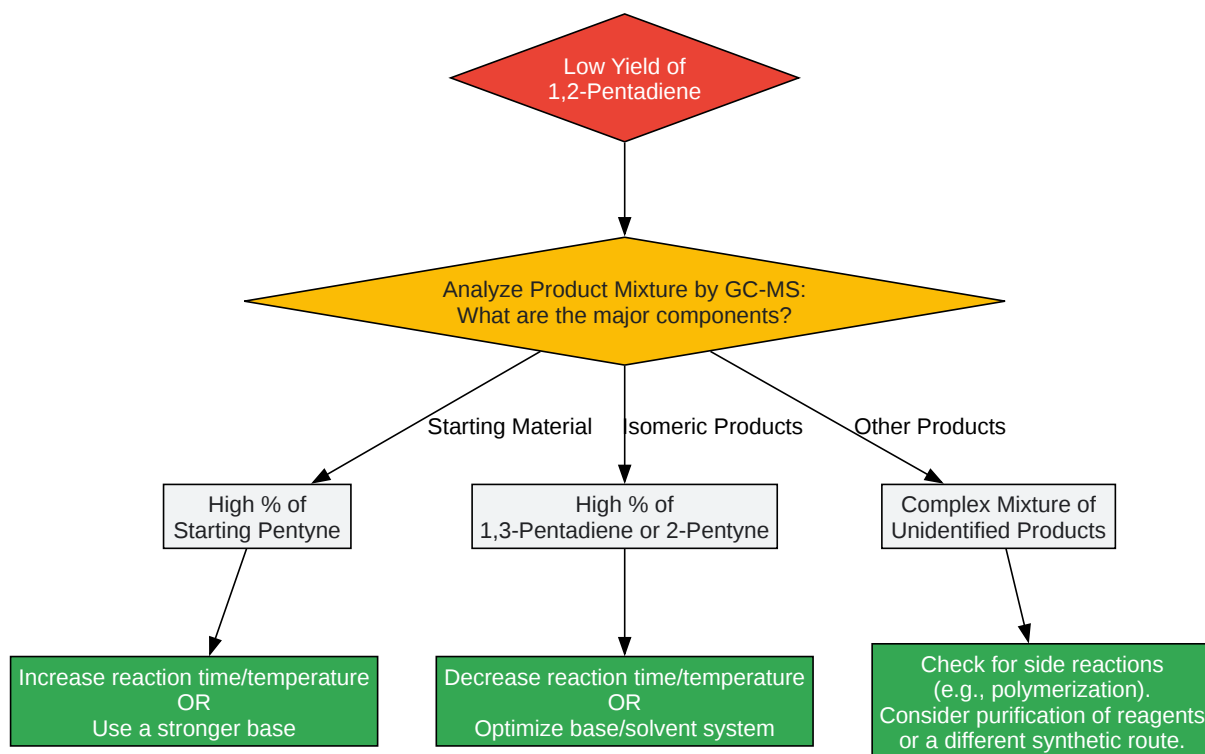 Low Yield of
1,2-Pentadiene
Analyze Product Mixture by GC-MS:
What are the major components?
Starting Material
Isomeric Products
Other Products
High % of
Starting Pentyne
High % of
1,3-Pentadiene or 2-Pentyne
Complex Mixture of
Unidentified Products
Increase reaction time/temperature
OR
Use a stronger base
Decrease reaction time/temperature
OR
Optimize base/solvent system
Check for side reactions
(e.g., polymerization).
Consider purification of reagents
or a different synthetic route.